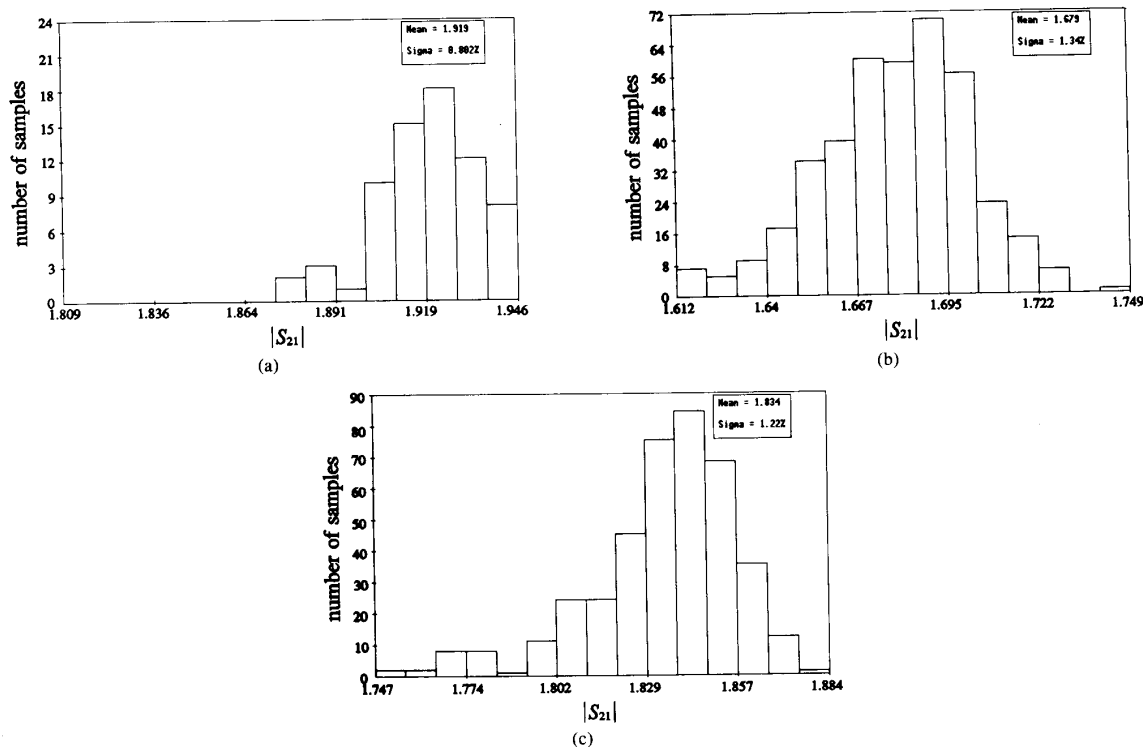 24
21
18
15
12
9
6
3
0
number of samples
Mean = 1.919
Sigma = 0.802%
1.809 1.836 1.864 1.891 1.919 1.946
|S21|
(a)
72
64
56
48
40
32
24
16
8
0
number of samples
Mean = 1.679
Sigma = 1.34%
1.612 1.64 1.667 1.695 1.722 1.749
|S21|
(b)
90
80
70
60
50
40
30
20
10
0
number of samples
Mean = 1.834
Sigma = 1.22%
1.747 1.774 1.802 1.829 1.857 1.884
|S21|
(c)